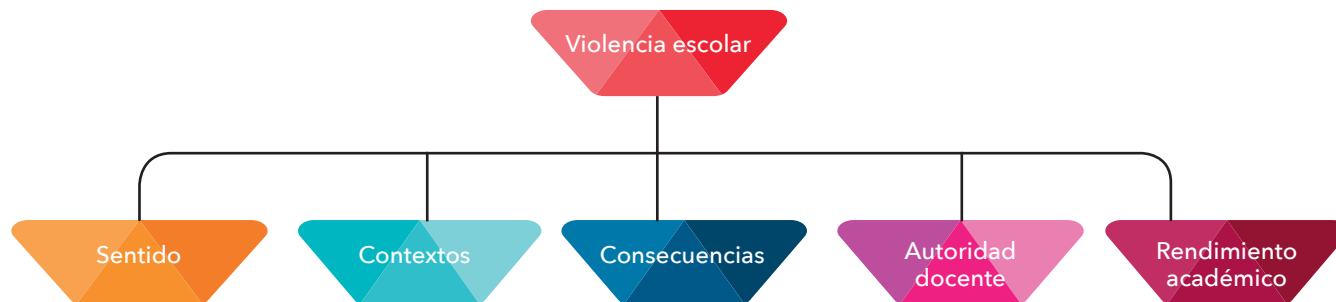 Violencia escolar
Sentido
Contextos
Consecuencias
Autoridad
docente
Rendimiento
académico